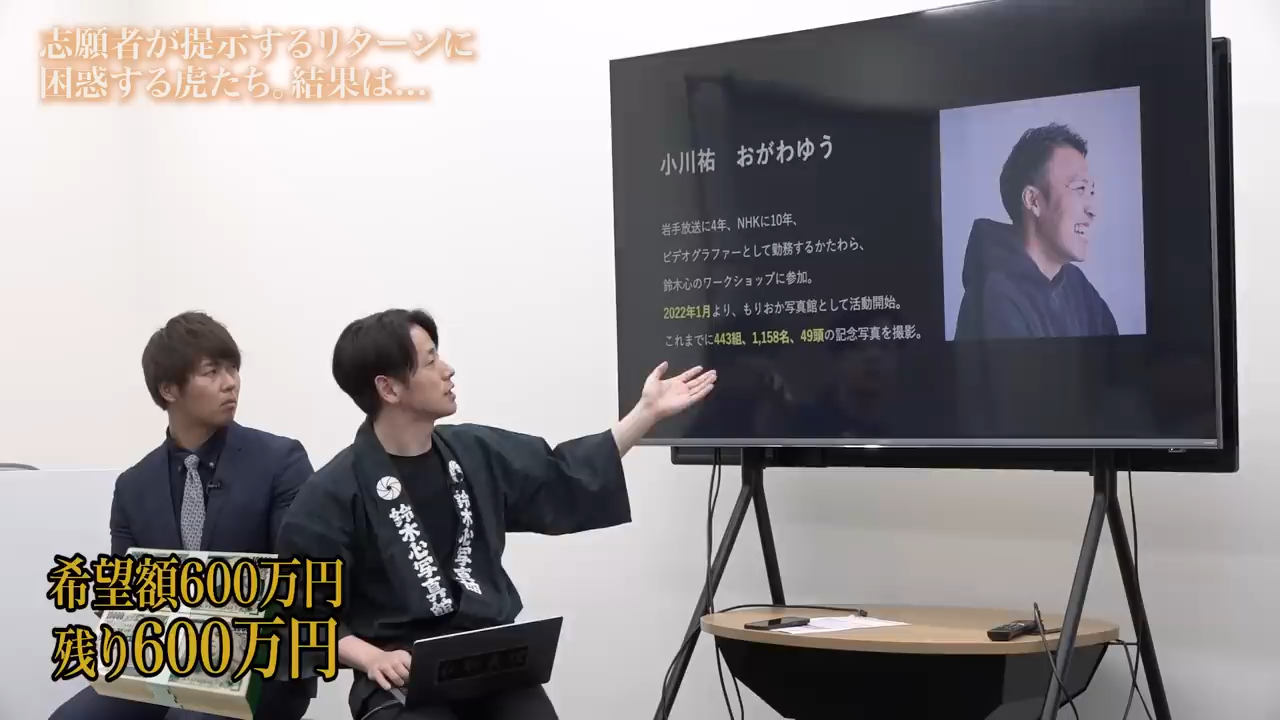 志願者が提示するリターンに
困惑する虎たち。結果は…
小川祐 おがわゆう
岩手放送に4年、NHKに10年、
ビデオグラファーとして勤務するかたわら、
鈴木心のワークショップに参加。
2022年1月より、もりおか写真館として活動開始。
これまでに443組、1,158名、49頭の記念写真を撮影。
鈴木心写真館
鈴木心写真館
希望額600万円
残り600万円